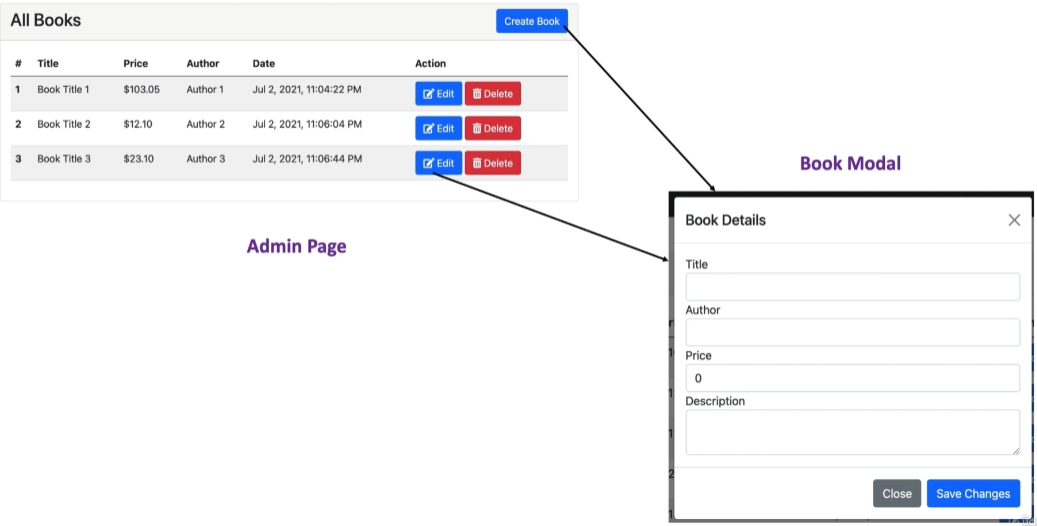 All Books
Create Book
# Title Price Author Date Action
1 Book Title 1 $103.05 Author 1 Jul 2, 2021, 11:04:22 PM Edit Delete
2 Book Title 2 $12.10 Author 2 Jul 2, 2021, 11:06:04 PM Edit Delete
3 Book Title 3 $23.10 Author 3 Jul 2, 2021, 11:06:44 PM Edit Delete
Admin Page
Book Modal
Book Details
Title
Author
Price
0
Description
Close Save Changes